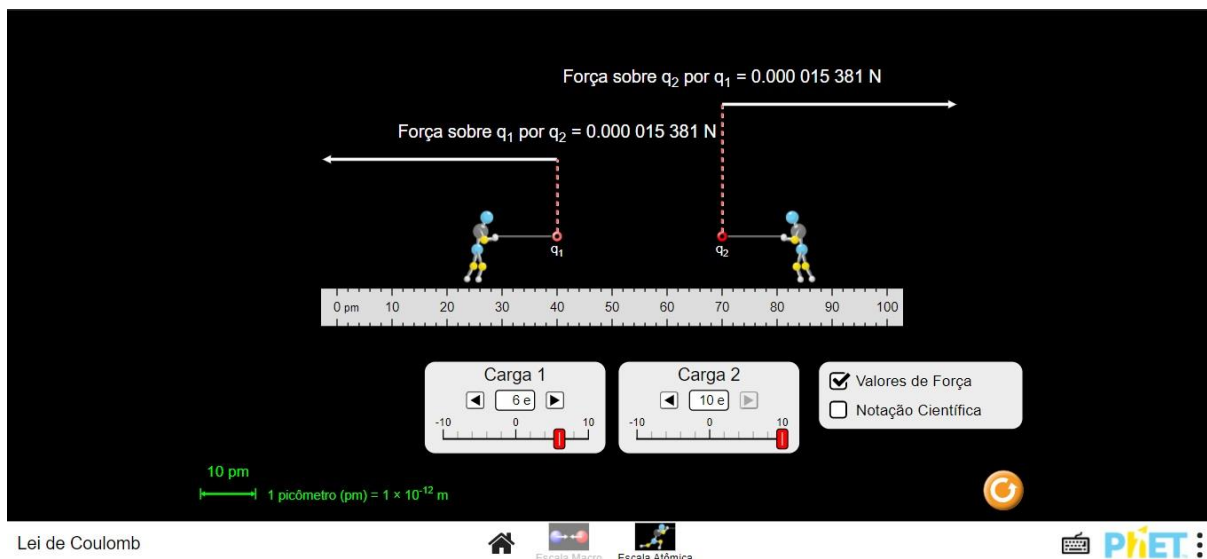 Força sobre q₂ por q₁ = 0.000 015 381 N
Força sobre q₁ por q₂ = 0.000 015 381 N
q₁
q₂
0 pm 10 20 30 40 50 60 70 80 90 100
Carga 1
6 e
-10 0 10
Carga 2
10 e
-10 0 10
Valores de Força
Notação Científica
10 pm
1 picômetro (pm) = 1 × 10⁻¹² m
Lei de Coulomb
Escala Macro
Escala Atômica
PhET